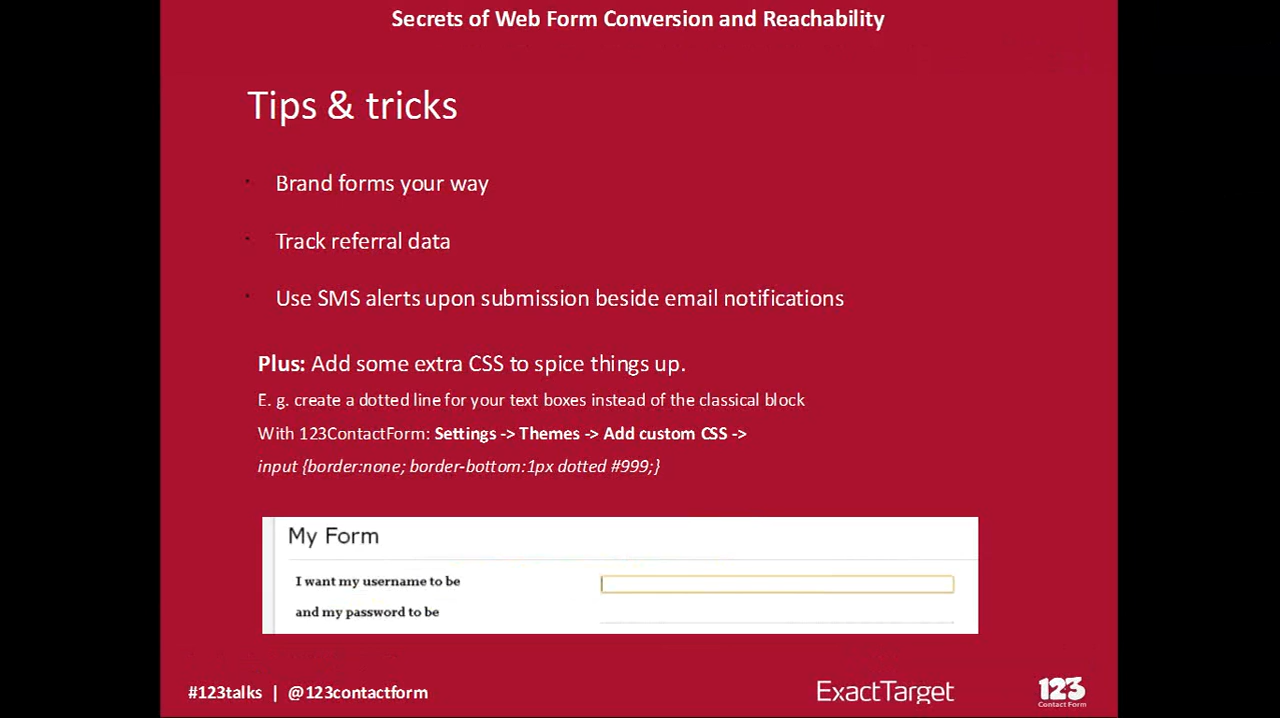 Secrets of Web Form Conversion and Reachability
Tips & tricks
Brand forms your way
Track referral data
Use SMS alerts upon submission beside email notifications
Plus: Add some extra CSS to spice things up.
E. g. create a dotted line for your text boxes instead of the classical block
With 123ContactForm: Settings -> Themes -> Add custom CSS ->
input {border:none; border-bottom:1px dotted #999;}
My Form
I want my username to be
and my password to be
#123talks | @123contactform
ExactTarget
123
Contact Form